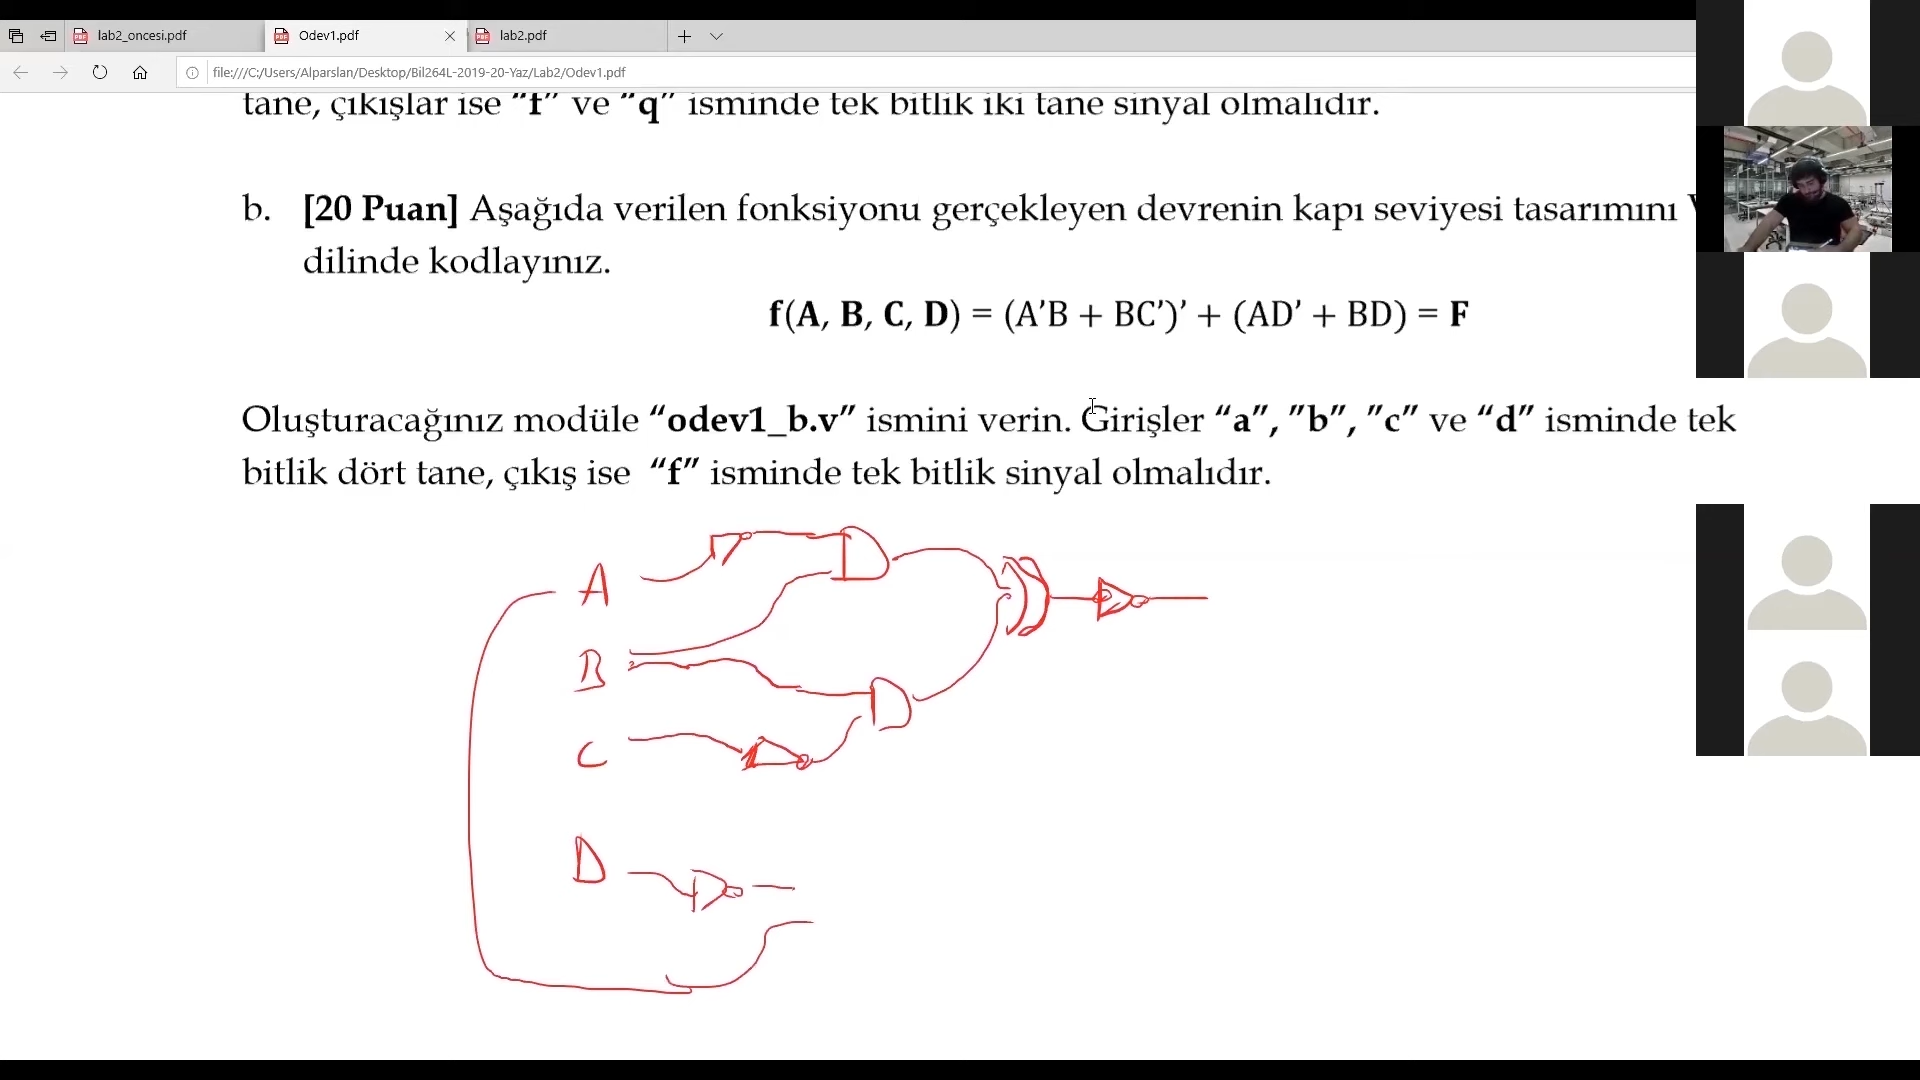 lab2_oncesi.pdf
Odev1.pdf
lab2.pdf
file:///C:/Users/Alparslan/Desktop/Bil264L-2019-20-Yaz/Lab2/Odev1.pdf
tane, çıkışlar ise “f” ve “q” isminde tek bitlik iki tane sinyal olmalıdır.
b. [20 Puan] Aşağıda verilen fonksiyonu gerçekleyen devrenin kapı seviyesi tasarımını
dilinde kodlayınız.
f(A, B, C, D) = (A’B + BC’)’ + (AD’ + BD) = F
Oluşturacağınız modüle “odev1_b.v” ismini verin. Girişler “a”, ”b”, ”c” ve “d” isminde tek
bitlik dört tane, çıkış ise “f” isminde tek bitlik sinyal olmalıdır.
A
B
C
D